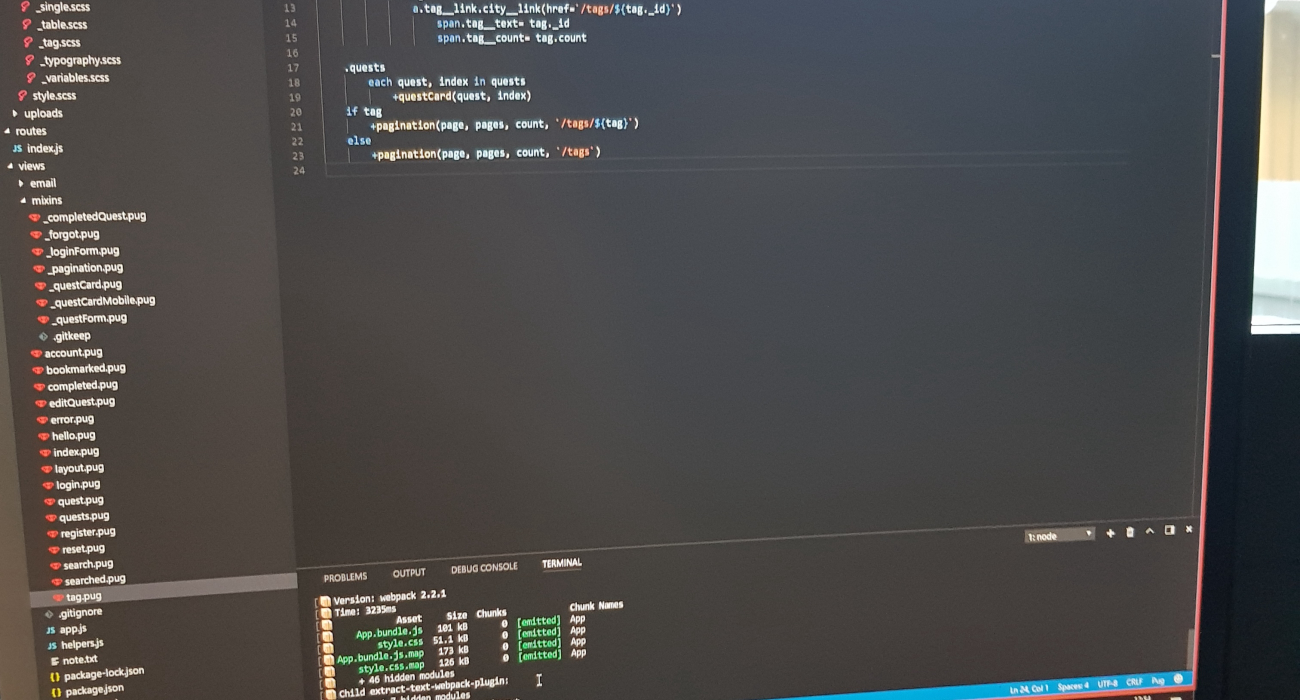 _single.scss
_table.scss
_tag.scss
_typography.scss
_variables.scss
style.scss
uploads
routes
JS index.js
views
email
mixins
_completedQuest.pug
_forgot.pug
_loginForm.pug
_pagination.pug
_questCard.pug
_questCardMobile.pug
_questForm.pug
.gitkeep
account.pug
bookmarked.pug
completed.pug
editQuest.pug
error.pug
hello.pug
index.pug
layout.pug
login.pug
quest.pug
quests.pug
register.pug
reset.pug
search.pug
searched.pug
tag.pug
.gitignore
JS app.js
JS helpers.js
note.txt
{} package-lock.json
{} package.json
13 a.tag__link.city__link(href=`/tags/${tag._id}`)
14 span.tag__text= tag._id
15 span.tag__count= tag.count
16
17 .quests
18 each quest, index in quests
19 +questCard(quest, index)
20 if tag
21 +pagination(page, pages, count, `/tags/${tag}`)
22 else
23 +pagination(page, pages, count, `/tags`)
24
PROBLEMS OUTPUT DEBUG CONSOLE TERMINAL 1: node
Version: webpack 2.2.1
Time: 3235ms
Asset Size Chunks Chunk Names
App.bundle.js 101 kB 0 [emitted] App
style.css 51.1 kB 0 [emitted] App
App.bundle.js.map 173 kB 0 [emitted] App
style.css.map 126 kB 0 [emitted] App
+ 46 hidden modules
Child extract-text-webpack-plugin:
hidden modules
Ln 24, Col 1 Spaces: 4 UTF-8 CRLF Pug